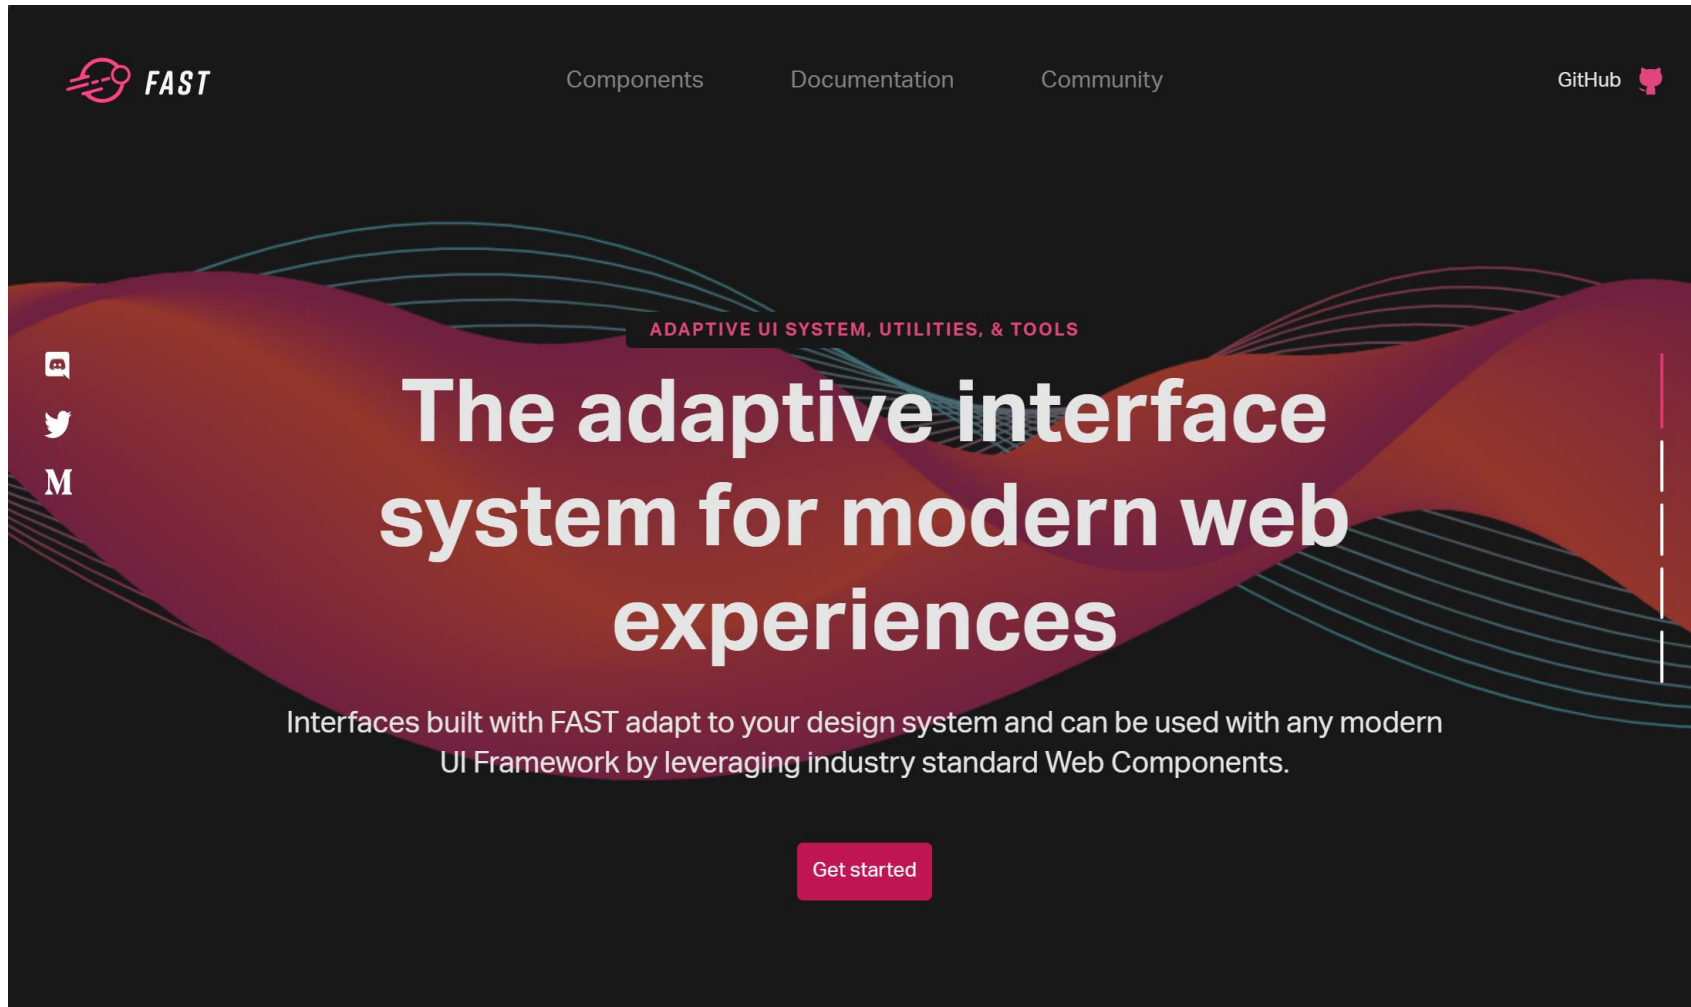 FAST
Components
Documentation
Community
GitHub
ADAPTIVE UI SYSTEM, UTILITIES, & TOOLS
The adaptive interface
system for modern web
experiences
M
Interfaces built with FAST adapt to your design system and can be used with any modern
UI Framework by leveraging industry standard Web Components.
Get started